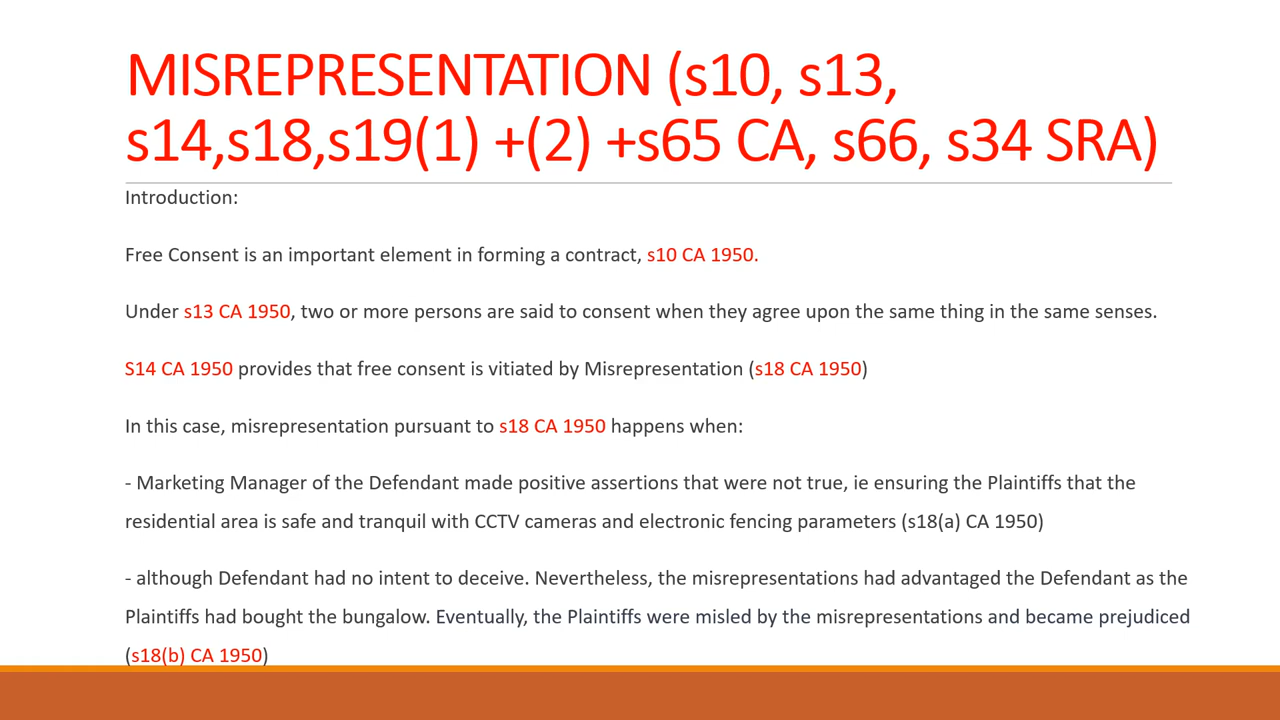 MISREPRESENTATION (s10, s13,
s14,s18,s19(1) +(2) +s65 CA, s66, s34 SRA)
Introduction:
Free Consent is an important element in forming a contract, s10 CA 1950.
Under s13 CA 1950, two or more persons are said to consent when they agree upon the same thing in the same senses.
S14 CA 1950 provides that free consent is vitiated by Misrepresentation (s18 CA 1950)
In this case, misrepresentation pursuant to s18 CA 1950 happens when:
- Marketing Manager of the Defendant made positive assertions that were not true, ie ensuring the Plaintiffs that the
residential area is safe and tranquil with CCTV cameras and electronic fencing parameters (s18(a) CA 1950)
- although Defendant had no intent to deceive. Nevertheless, the misrepresentations had advantaged the Defendant as the
Plaintiffs had bought the bungalow. Eventually, the Plaintiffs were misled by the misrepresentations and became prejudiced
(s18(b) CA 1950)